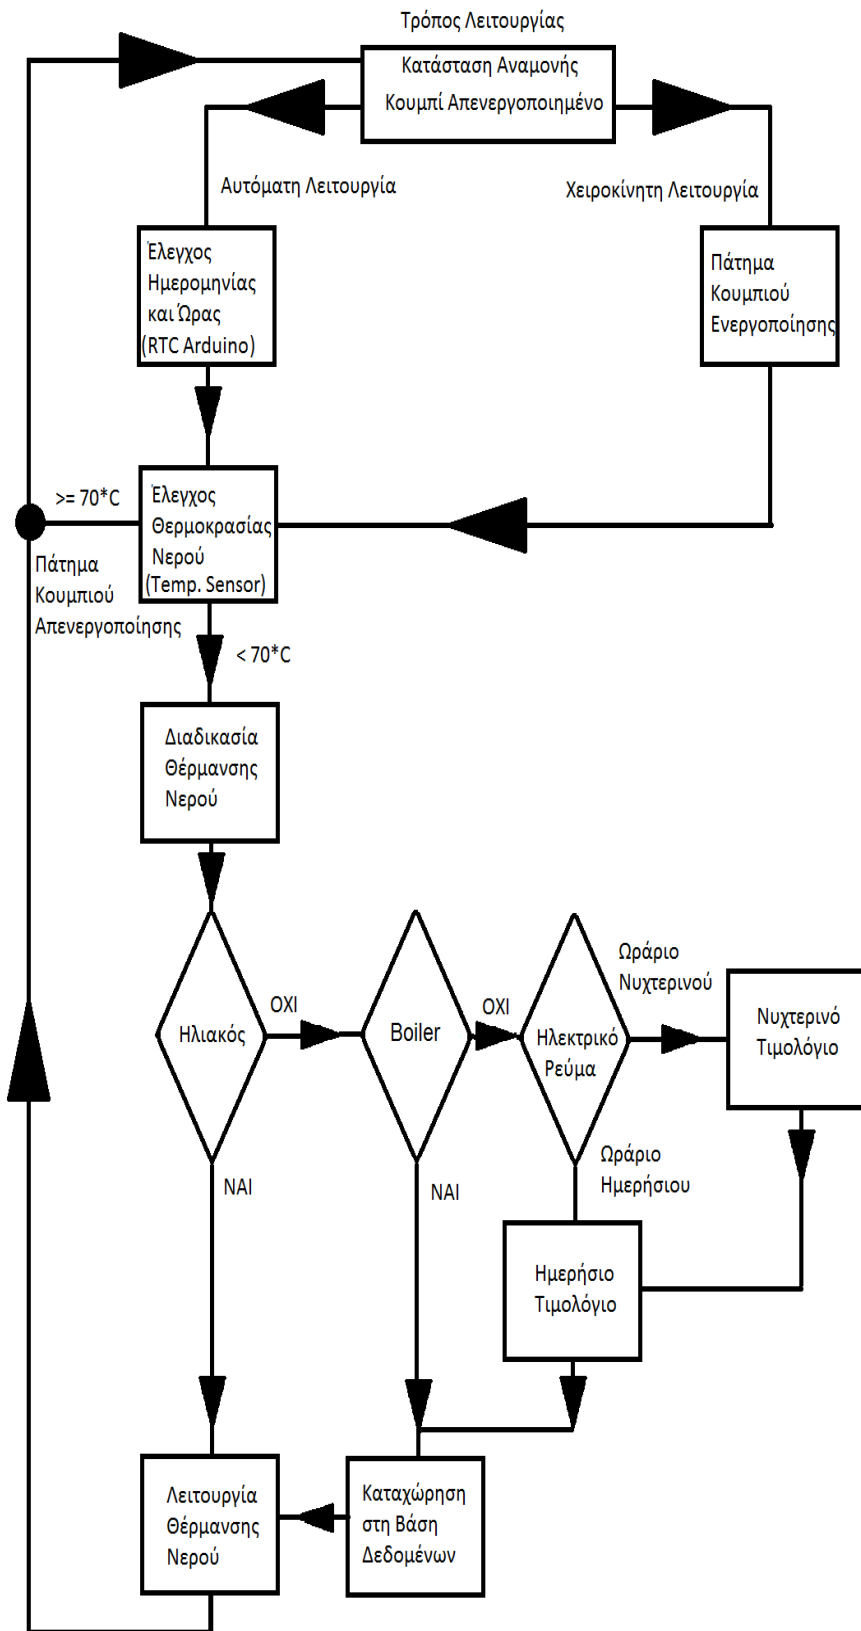 Τρόπος Λειτουργίας
Κατάσταση Αναμονής
Κουμπί Απενεργοποιημένο
Αυτόματη Λειτουργία
Χειροκίνητη Λειτουργία
Έλεγχος
Ημερομηνίας
και Ώρας
(RTC Arduino)
Πάτημα
Κουμπιού
Ενεργοποίησης
>= 70*C
Έλεγχος
Θερμοκρασίας
Νερού
(Temp. Sensor)
Πάτημα
Κουμπιού
Απενεργοποίησης
< 70*C
Διαδικασία
Θέρμανσης
Νερού
Ηλιακός
ΟΧΙ
Boiler
ΟΧΙ
Ηλεκτρικό
Ρεύμα
Ωράριο
Νυχτερινού
Νυχτερινό
Τιμολόγιο
ΝΑΙ
ΝΑΙ
Ωράριο
Ημερήσιου
Ημερήσιο
Τιμολόγιο
Λειτουργία
Θέρμανσης
Νερού
Καταχώρηση
στη Βάση
Δεδομένων